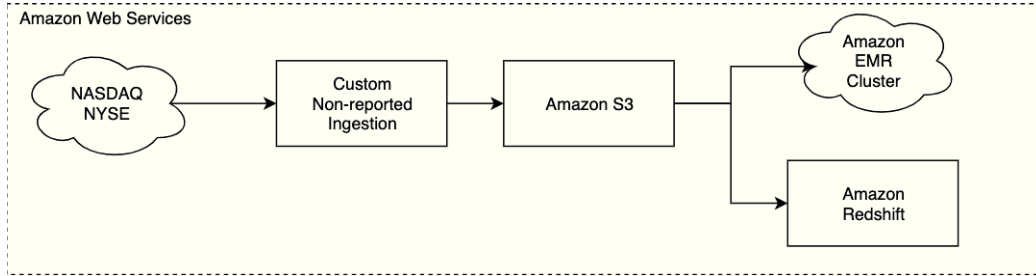 Amazon Web Services
NASDAQ
NYSE
Custom
Non-reported
Ingestion
Amazon S3
Amazon
EMR
Cluster
Amazon
Redshift